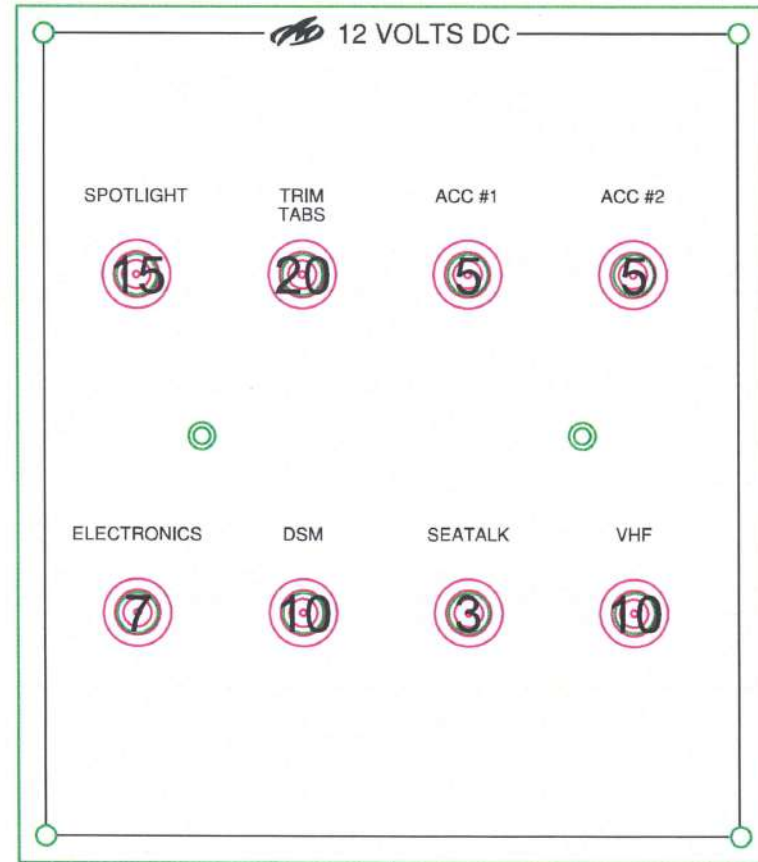 12 VOLTS DC
SPOTLIGHT
TRIM
TABS
ACC #1
ACC #2
15
20
5
5
ELECTRONICS
DSM
SEATALK
VHF
7
10
3
10